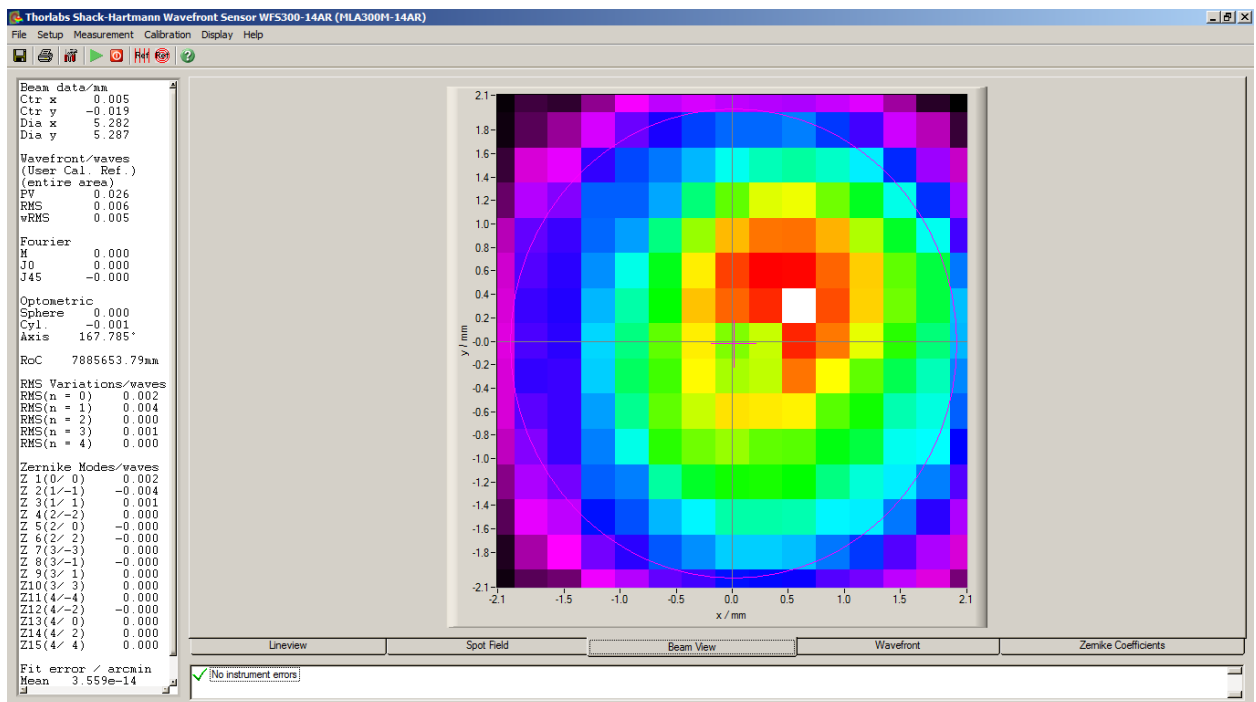 Thorlabs Shack-Hartmann Wavefront Sensor WFS300-14AR (MLA300M-14AR)
File Setup Measurement Calibration Display Help
Ref Ref
Beam data/mm
Ctr x 0.005
Ctr y -0.019
Dia x 5.282
Dia y 5.287
Wavefront/waves
(User Cal. Ref.)
(entire area)
PV 0.026
RMS 0.006
wRMS 0.005
Fourier
M 0.000
J0 0.000
J45 -0.000
Optometric
Sphere 0.000
Cyl. -0.001
Axis 167.785°
RoC 7885653.79mm
RMS Variations/waves
RMS(n = 0) 0.002
RMS(n = 1) 0.004
RMS(n = 2) 0.000
RMS(n = 3) 0.001
RMS(n = 4) 0.000
Zernike Modes/waves
Z 1(0/ 0) 0.002
Z 2(1/-1) -0.004
Z 3(1/ 1) 0.001
Z 4(2/-2) 0.000
Z 5(2/ 0) -0.000
Z 6(2/ 2) -0.000
Z 7(3/-3) 0.000
Z 8(3/-1) -0.000
Z 9(3/ 1) 0.000
Z10(3/ 3) 0.000
Z11(4/-4) 0.000
Z12(4/-2) -0.000
Z13(4/ 0) 0.000
Z14(4/ 2) 0.000
Z15(4/ 4) 0.000
Fit error / arcmin
Mean 3.559e-14
2.1
1.8
1.6
1.4
1.2
1.0
0.8
0.6
0.4
0.2
-0.0
-0.2
-0.4
-0.6
-0.8
-1.0
-1.2
-1.4
-1.6
-1.8
-2.1
y / mm
-2.1 -1.5 -1.0 -0.5 0.0 0.5 1.0 1.5 2.1
x / mm
Lineview Spot Field Beam View Wavefront Zernike Coefficients
No instrument errors